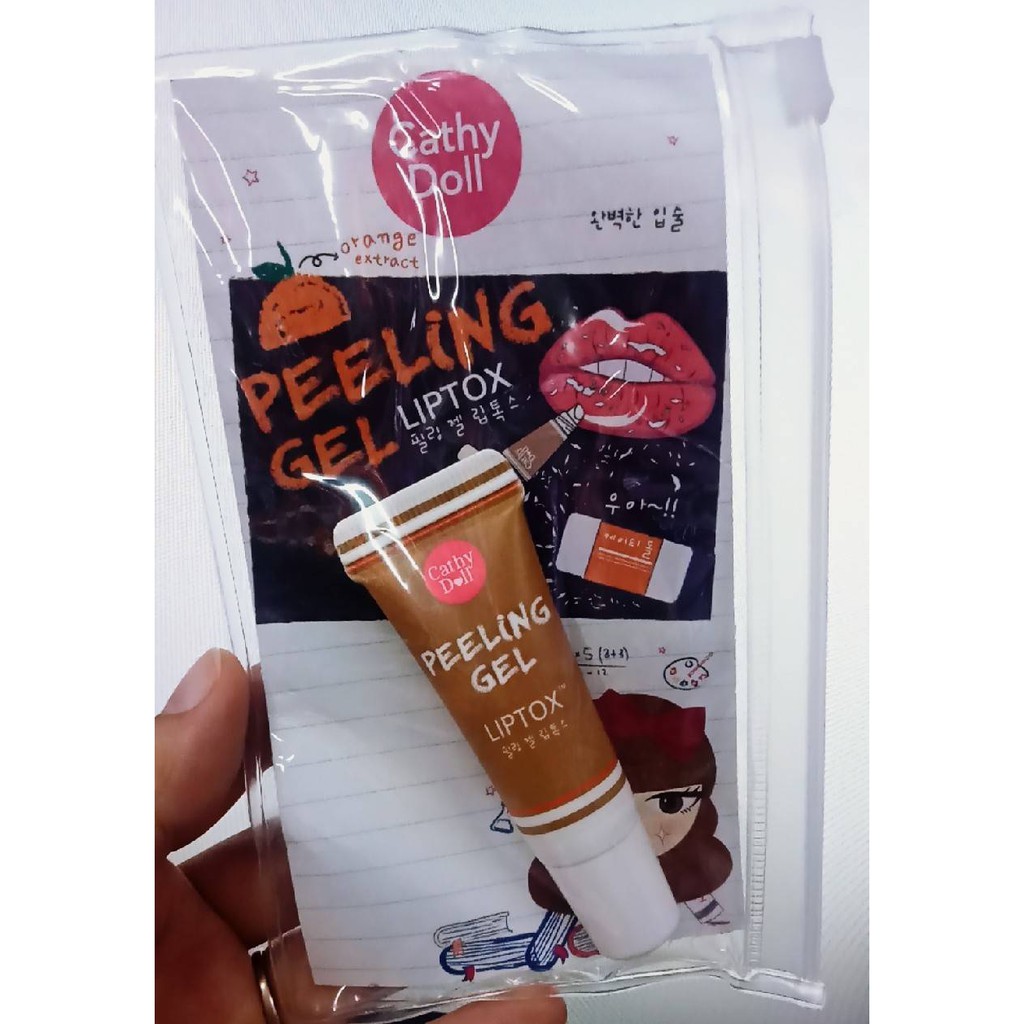 Cathy
Doll
완벽한 입술
orange
extract
PEELiNG
GEL
LIPTOX
필링 젤 립톡스
우아~!!
Cathy
Doll
PEELiNG
GEL
LIPTOX™
필링 젤 립톡스